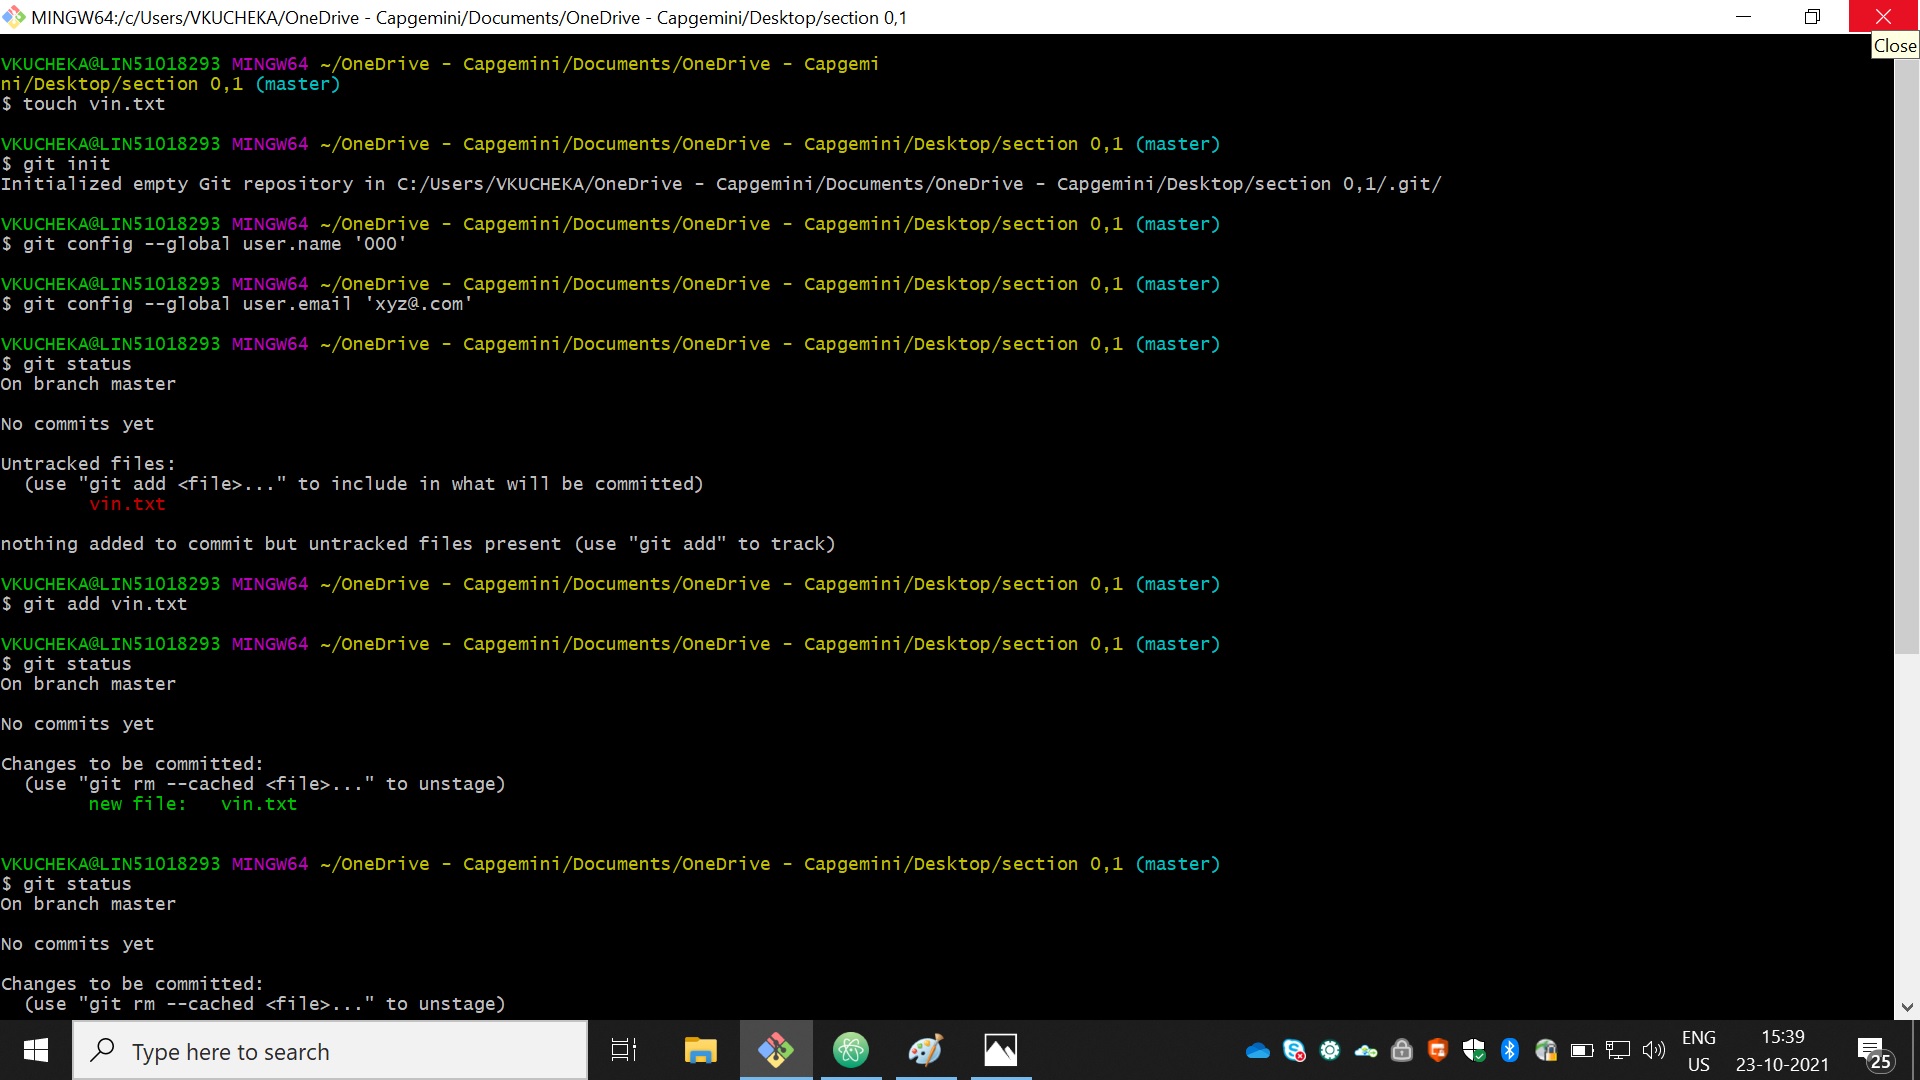 MINGW64:/c/Users/VKUCHEKA/OneDrive - Capgemini/Documents/OneDrive - Capgemini/Desktop/section 0,1
Close
VKUCHEKA@LIN51018293 MINGW64 ~/OneDrive - Capgemini/Documents/OneDrive - Capgemi
ni/Desktop/section 0,1 (master)
$ touch vin.txt
VKUCHEKA@LIN51018293 MINGW64 ~/OneDrive - Capgemini/Documents/OneDrive - Capgemini/Desktop/section 0,1 (master)
$ git init
Initialized empty Git repository in C:/Users/VKUCHEKA/OneDrive - Capgemini/Documents/OneDrive - Capgemini/Desktop/section 0,1/.git/
VKUCHEKA@LIN51018293 MINGW64 ~/OneDrive - Capgemini/Documents/OneDrive - Capgemini/Desktop/section 0,1 (master)
$ git config --global user.name '000'
VKUCHEKA@LIN51018293 MINGW64 ~/OneDrive - Capgemini/Documents/OneDrive - Capgemini/Desktop/section 0,1 (master)
$ git config --global user.email 'xyz@.com'
VKUCHEKA@LIN51018293 MINGW64 ~/OneDrive - Capgemini/Documents/OneDrive - Capgemini/Desktop/section 0,1 (master)
$ git status
On branch master
No commits yet
Untracked files:
(use "git add <file>..." to include in what will be committed)
vin.txt
nothing added to commit but untracked files present (use "git add" to track)
VKUCHEKA@LIN51018293 MINGW64 ~/OneDrive - Capgemini/Documents/OneDrive - Capgemini/Desktop/section 0,1 (master)
$ git add vin.txt
VKUCHEKA@LIN51018293 MINGW64 ~/OneDrive - Capgemini/Documents/OneDrive - Capgemini/Desktop/section 0,1 (master)
$ git status
On branch master
No commits yet
Changes to be committed:
(use "git rm --cached <file>..." to unstage)
new file:   vin.txt
VKUCHEKA@LIN51018293 MINGW64 ~/OneDrive - Capgemini/Documents/OneDrive - Capgemini/Desktop/section 0,1 (master)
$ git status
On branch master
No commits yet
Changes to be committed:
(use "git rm --cached <file>..." to unstage)
Type here to search
ENG
US
15:39
23-10-2021
25